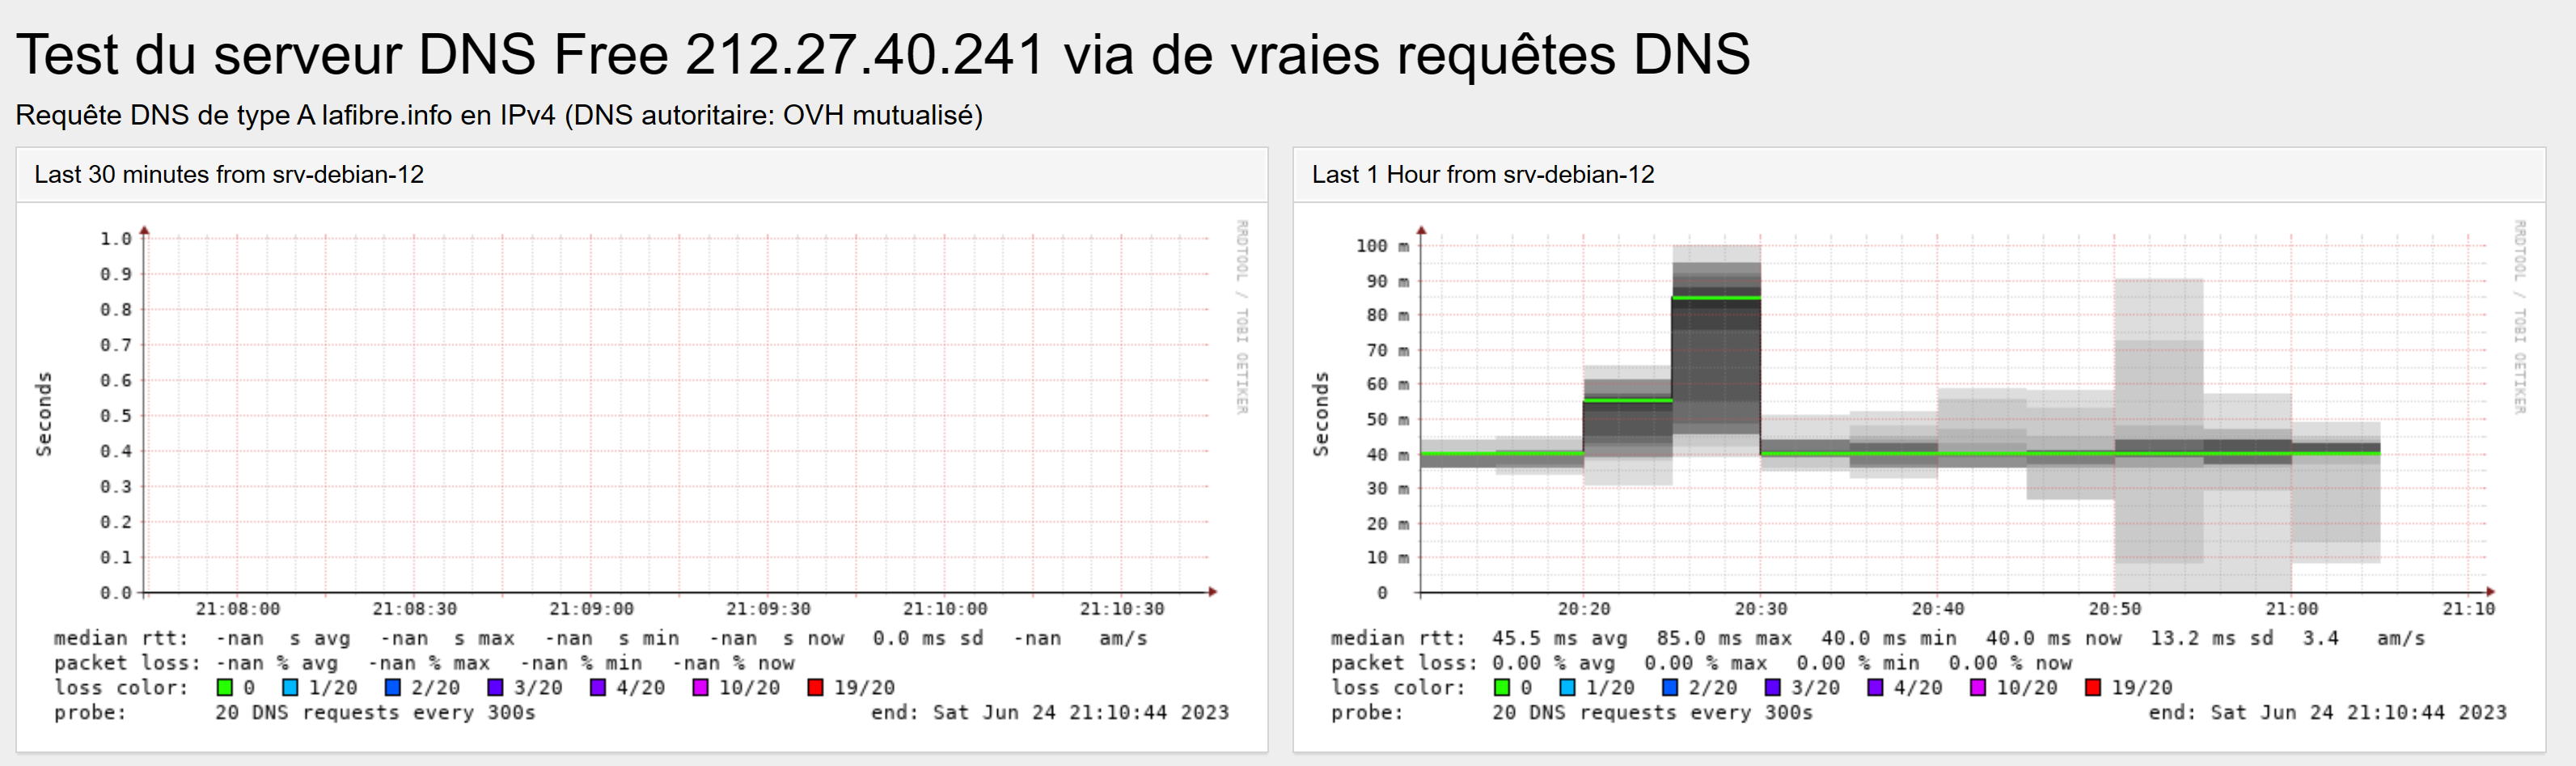 Test du serveur DNS Free 212.27.40.241 via de vraies requêtes DNS
Requête DNS de type A lafibre.info en IPv4 (DNS autoritaire: OVH mutualisé)
Last 30 minutes from srv-debian-12
RRDTOOL / TOBI OETIKER
Seconds
1.0
0.9
0.8
0.7
0.6
0.5
0.4
0.3
0.2
0.1
0.0
21:08:00 21:08:30 21:09:00 21:09:30 21:10:00 21:10:30
median rtt: -nan s avg -nan s max -nan s min -nan s now 0.0 ms sd -nan am/s
packet loss: -nan % avg -nan % max -nan % min -nan % now
loss color: 0 1/20 2/20 3/20 4/20 10/20 19/20
probe: 20 DNS requests every 300s end: Sat Jun 24 21:10:44 2023
Last 1 Hour from srv-debian-12
RRDTOOL / TOBI OETIKER
Seconds
100 m
90 m
80 m
70 m
60 m
50 m
40 m
30 m
20 m
10 m
0
20:20 20:30 20:40 20:50 21:00 21:10
median rtt: 45.5 ms avg 85.0 ms max 40.0 ms min 40.0 ms now 13.2 ms sd 3.4 am/s
packet loss: 0.00 % avg 0.00 % max 0.00 % min 0.00 % now
loss color: 0 1/20 2/20 3/20 4/20 10/20 19/20
probe: 20 DNS requests every 300s end: Sat Jun 24 21:10:44 2023